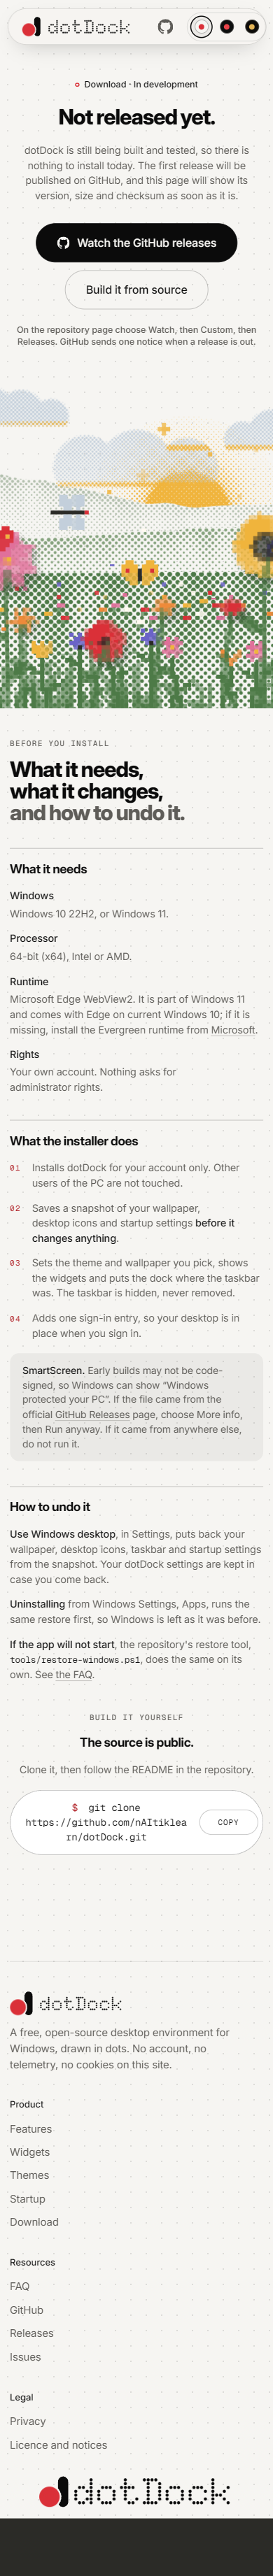 dotDock
Download · In development
Not released yet.
dotDock is still being built and tested, so there is
nothing to install today. The first release will be
published on GitHub, and this page will show its
version, size and checksum as soon as it is.
Watch the GitHub releases
Build it from source
On the repository page choose Watch, then Custom, then
Releases. GitHub sends one notice when a release is out.
BEFORE YOU INSTALL
What it needs,
what it changes,
and how to undo it.
What it needs
Windows
Windows 10 22H2, or Windows 11.
Processor
64-bit (x64), Intel or AMD.
Runtime
Microsoft Edge WebView2. It is part of Windows 11
and comes with Edge on current Windows 10; if it is
missing, install the Evergreen runtime from Microsoft.
Rights
Your own account. Nothing asks for
administrator rights.
What the installer does
01 Installs dotDock for your account only. Other
users of the PC are not touched.
02 Saves a snapshot of your wallpaper,
desktop icons and startup settings before it
changes anything.
03 Sets the theme and wallpaper you pick, shows
the widgets and puts the dock where the taskbar
was. The taskbar is hidden, never removed.
04 Adds one sign-in entry, so your desktop is in
place when you sign in.
SmartScreen. Early builds may not be code-
signed, so Windows can show “Windows
protected your PC”. If the file came from the
official GitHub Releases page, choose More info,
then Run anyway. If it came from anywhere else,
do not run it.
How to undo it
Use Windows desktop, in Settings, puts back your
wallpaper, desktop icons, taskbar and startup settings
from the snapshot. Your dotDock settings are kept in
case you come back.
Uninstalling from Windows Settings, Apps, runs the
same restore first, so Windows is left as it was before.
If the app will not start, the repository's restore tool,
tools/restore-windows.ps1, does the same on its
own. See the FAQ.
BUILD IT YOURSELF
The source is public.
Clone it, then follow the README in the repository.
$ git clone
https://github.com/nAITiklea
rn/dotDock.git
COPY
dotDock
A free, open-source desktop environment for
Windows, drawn in dots. No account, no
telemetry, no cookies on this site.
Product
Features
Widgets
Themes
Startup
Download
Resources
FAQ
GitHub
Releases
Issues
Legal
Privacy
Licence and notices
dotDock